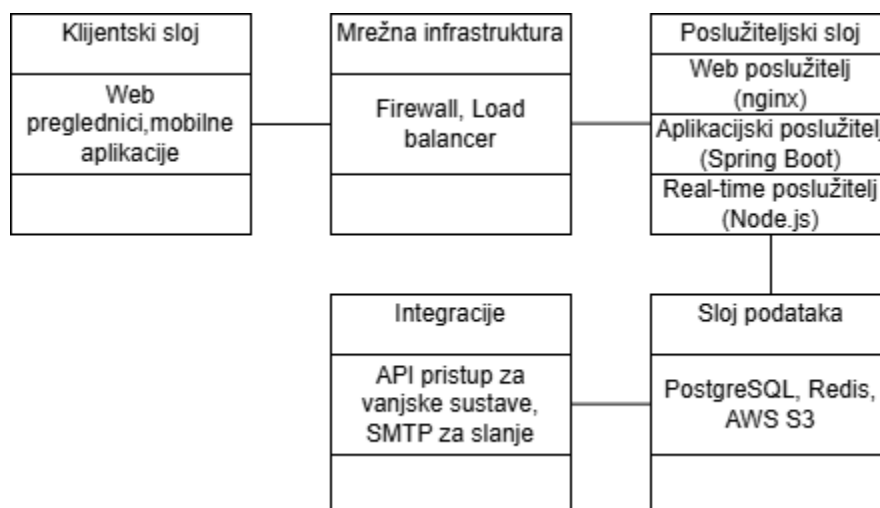 Klijentski sloj
Web
preglednici,mobilne
aplikacije
Mrežna infrastruktura
Firewall, Load
balancer
Poslužiteljski sloj
Web poslužitelj
(nginx)
Aplikacijski poslužitelj
(Spring Boot)
Real-time poslužitelj
(Node.js)
Integracije
API pristup za
vanjske sustave,
SMTP za slanje
Sloj podataka
PostgreSQL, Redis,
AWS S3